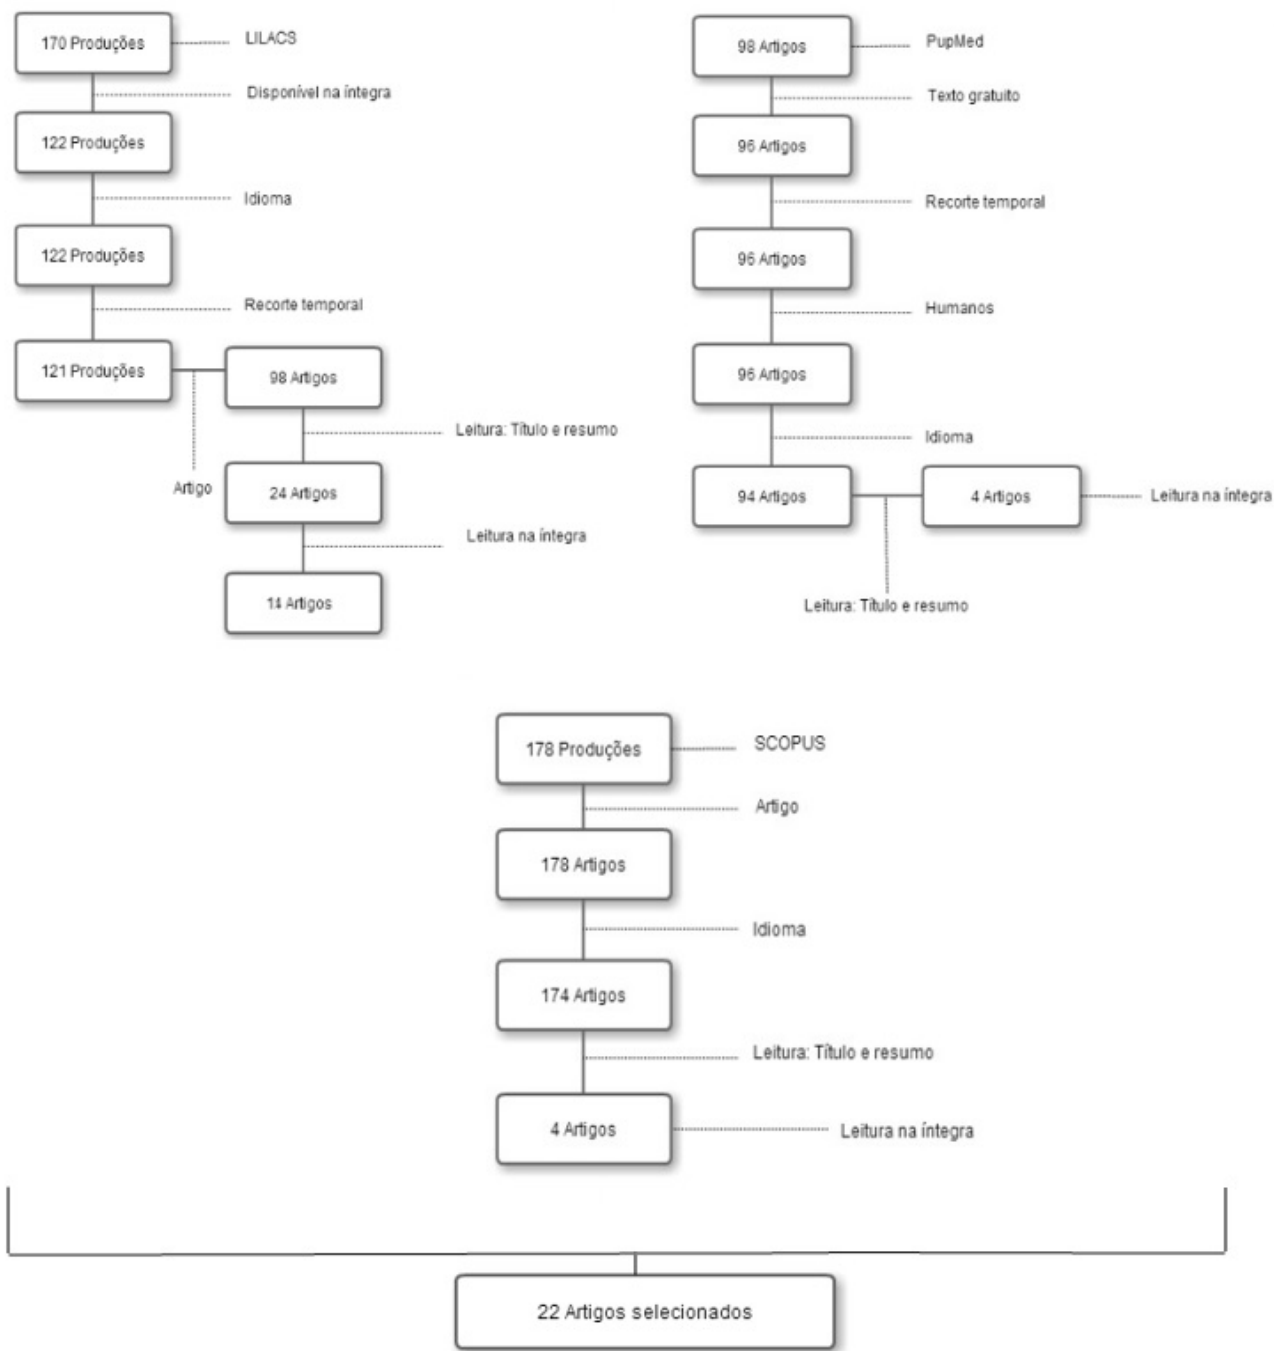 170 Produções
LILACS
Disponível na íntegra
122 Produções
Idioma
122 Produções
Recorte temporal
121 Produções
98 Artigos
Artigo
Leitura: Título e resumo
24 Artigos
Leitura na íntegra
14 Artigos
98 Artigos
PupMed
Texto gratuito
96 Artigos
Recorte temporal
96 Artigos
Humanos
96 Artigos
Idioma
94 Artigos
4 Artigos
Leitura na íntegra
Leitura: Título e resumo
178 Produções
SCOPUS
Artigo
178 Artigos
Idioma
174 Artigos
Leitura: Título e resumo
4 Artigos
Leitura na íntegra
22 Artigos selecionados